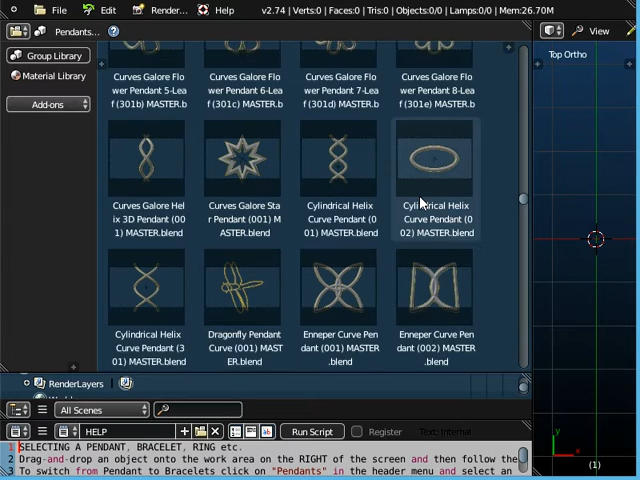 File Edit Render... Help v2.74 | Verts:0 | Faces:0 | Tris:0 | Objects:0/0 | Lamps:0/0 | Mem:26.70M
Pendants... View
Group Library
Material Library
Add-ons
Top Ortho
Curves Galore Flo Curves Galore Flo Curves Galore Flo Curves Galore Flo
wer Pendant 5-Lea wer Pendant 6-Lea wer Pendant 7-Lea wer Pendant 8-Lea
f (301b) MASTER.b f (301c) MASTER.b f (301d) MASTER.b f (301e) MASTER.b
Curves Galore Hel Curves Galore Sta Cylindrical Helix Cylindrical Helix
ix 3D Pendant (00 r Pendant (001) M Curve Pendant (0 Curve Pendant (0
1) MASTER.blend ASTER.blend 01) MASTER.blend 02) MASTER.blend
Cylindrical Helix Dragonfly Pendant Enneper Curve Pen Enneper Curve Pen
Curve Pendant (3 Curve (001) MAST dant (001) MASTER dant (002) MASTER
01) MASTER.blend ER.blend .blend .blend
RenderLayers
All Scenes
HELP Run Script Register Text: Internal
1 SELECTING A PENDANT, BRACELET, RING etc.
2 Drag-and-drop an object onto the work area on the RIGHT of the screen and then follow the
3 To switch from Pendant to Bracelets click on "Pendants" in the header menu and select an
y
x
(1)